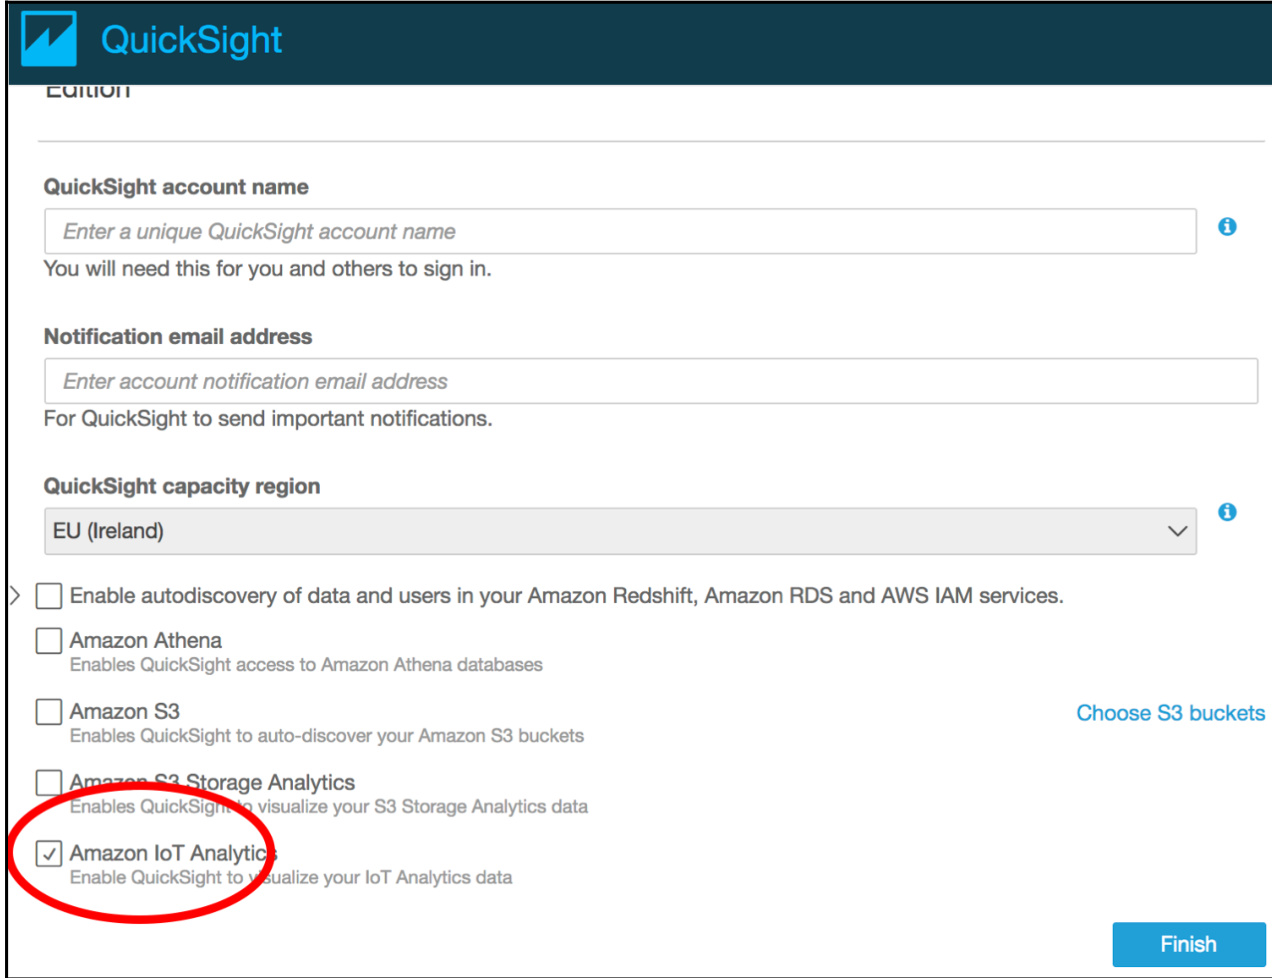 QuickSight
Edition
QuickSight account name
Enter a unique QuickSight account name
You will need this for you and others to sign in.
Notification email address
Enter account notification email address
For QuickSight to send important notifications.
QuickSight capacity region
EU (Ireland)
Enable autodiscovery of data and users in your Amazon Redshift, Amazon RDS and AWS IAM services.
Amazon Athena
Enables QuickSight access to Amazon Athena databases
Amazon S3
Choose S3 buckets
Enables QuickSight to auto-discover your Amazon S3 buckets
Amazon S3 Storage Analytics
Enables QuickSight to visualize your S3 Storage Analytics data
Amazon IoT Analytics
Enable QuickSight to visualize your IoT Analytics data
Finish